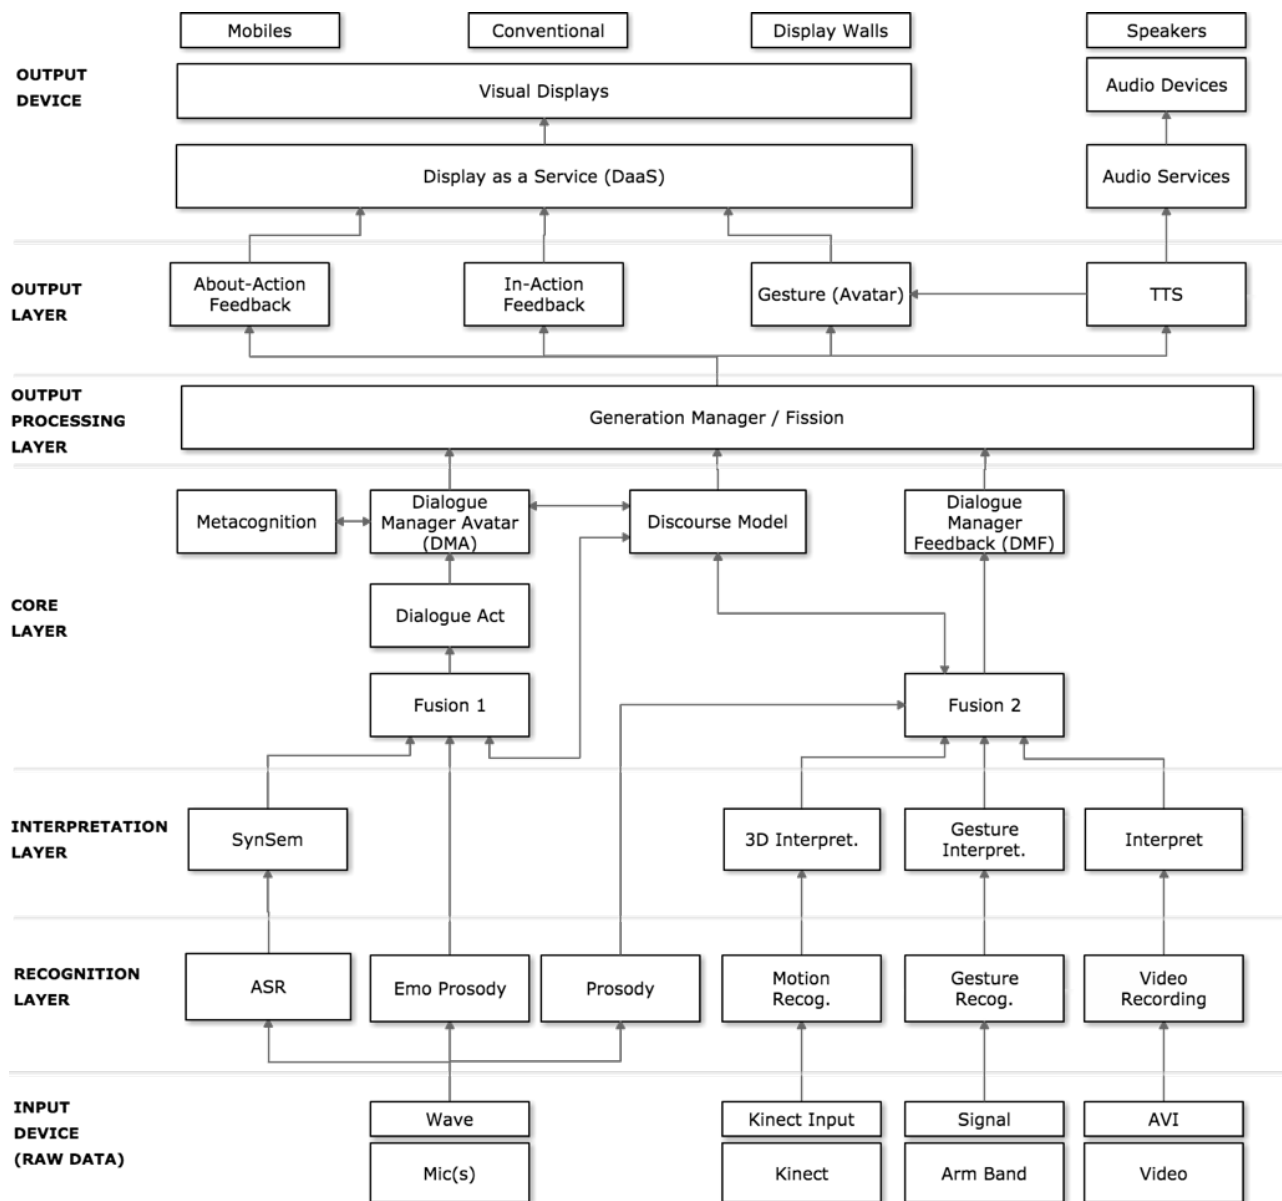 Mobiles
Conventional
Display Walls
Speakers
OUTPUT
DEVICE
Visual Displays
Audio Devices
Display as a Service (DaaS)
Audio Services
OUTPUT
LAYER
About-Action
Feedback
In-Action
Feedback
Gesture (Avatar)
TTS
OUTPUT
PROCESSING
LAYER
Generation Manager / Fission
CORE
LAYER
Metacognition
Dialogue
Manager Avatar
(DMA)
Discourse Model
Dialogue
Manager
Feedback (DMF)
Dialogue Act
Fusion 1
Fusion 2
INTERPRETATION
LAYER
SynSem
3D Interpret.
Gesture
Interpret.
Interpret
RECOGNITION
LAYER
ASR
Emo Prosody
Prosody
Motion
Recog.
Gesture
Recog.
Video
Recording
INPUT
DEVICE
(RAW DATA)
Wave
Kinect Input
Signal
AVI
Mic(s)
Kinect
Arm Band
Video